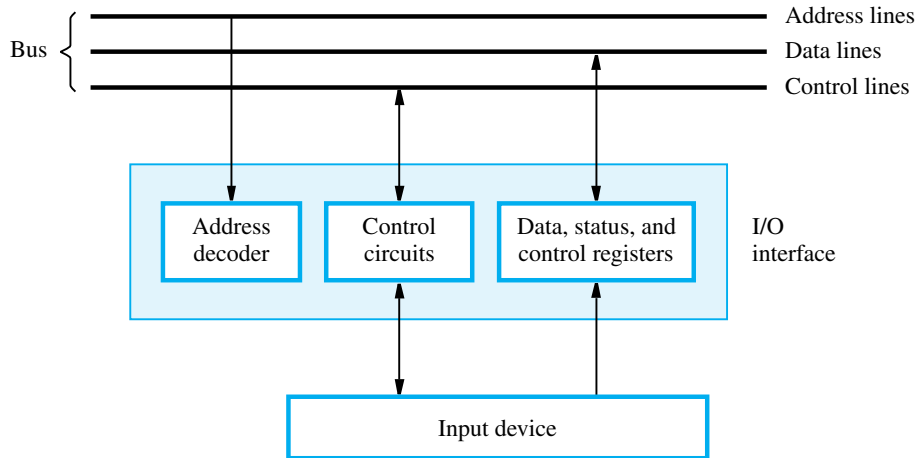 Address lines
Bus
Data lines
Control lines
Address
decoder
Control
circuits
Data, status, and
control registers
I/O
interface
Input device